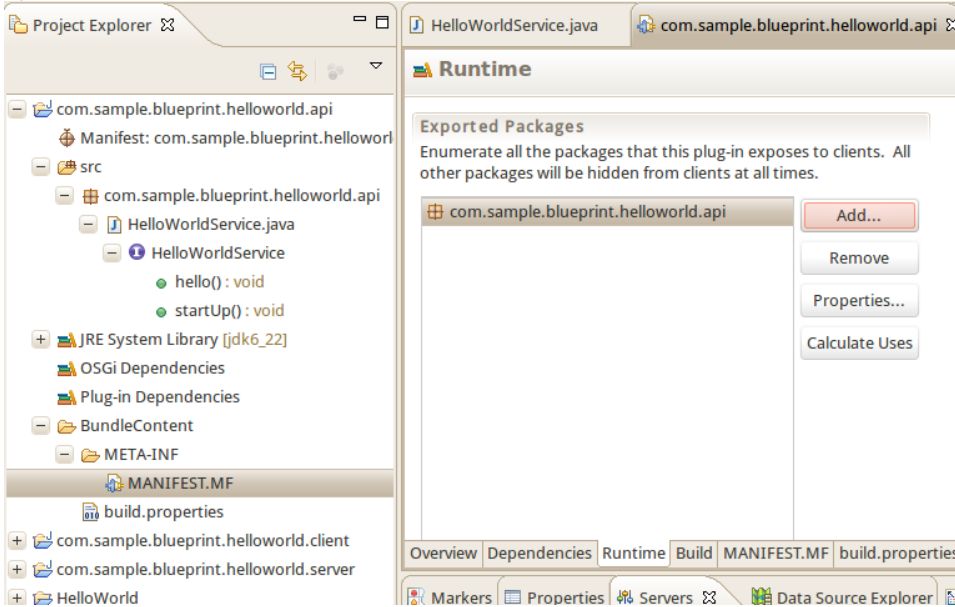 Project Explorer
com.sample.blueprint.helloworld.api
Manifest: com.sample.blueprint.helloworl
src
com.sample.blueprint.helloworld.api
HelloWorldService.java
HelloWorldService
hello() : void
startUp() : void
JRE System Library [jdk6_22]
OSGi Dependencies
Plug-in Dependencies
BundleContent
META-INF
MANIFEST.MF
build.properties
com.sample.blueprint.helloworld.client
com.sample.blueprint.helloworld.server
HelloWorld
HelloWorldService.java com.sample.blueprint.helloworld.api
Runtime
Exported Packages
Enumerate all the packages that this plug-in exposes to clients. All
other packages will be hidden from clients at all times.
com.sample.blueprint.helloworld.api
Add...
Remove
Properties...
Calculate Uses
Overview Dependencies Runtime Build MANIFEST.MF build.properties
Markers Properties Servers Data Source Explorer